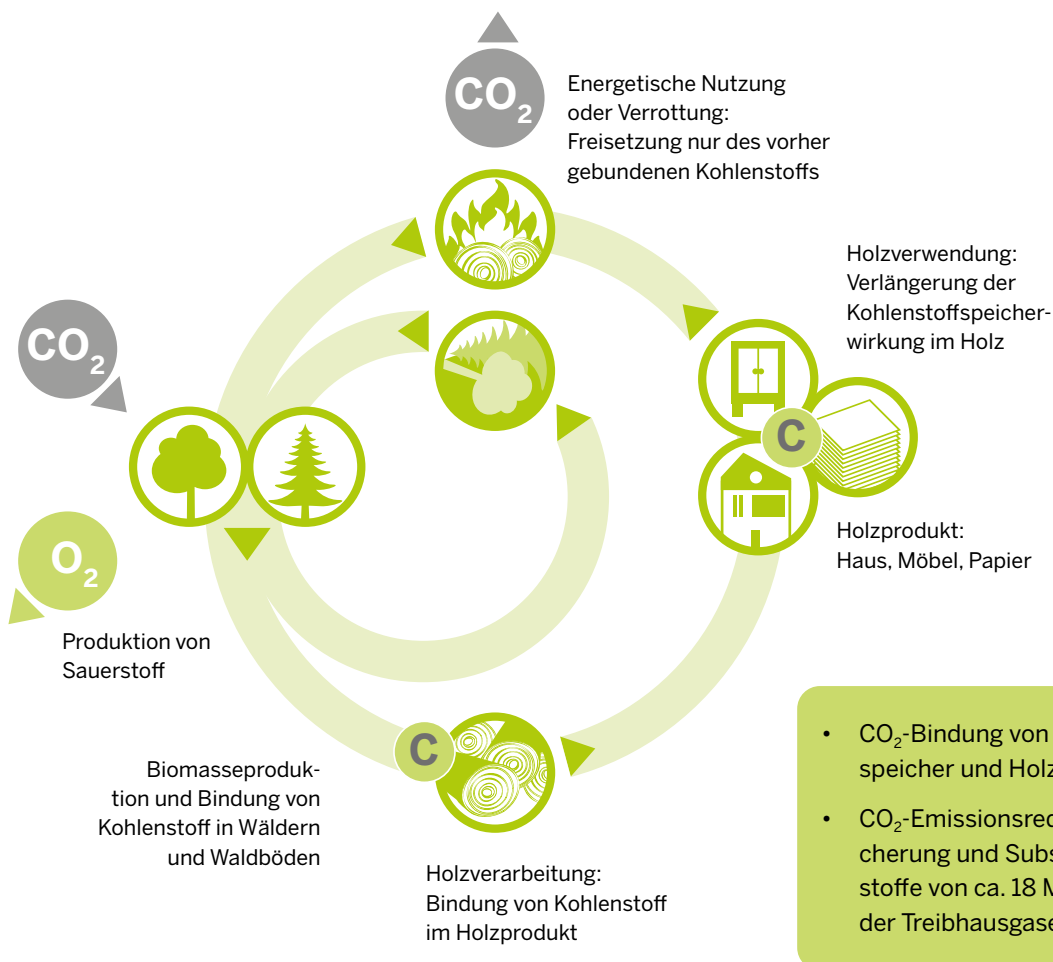 CO₂
Energetische Nutzung
oder Verrottung:
Freisetzung nur des vorher
gebundenen Kohlenstoffs
Holzverwendung:
Verlängerung der
Kohlenstoffspeicher-
wirkung im Holz
CO₂
C
Holzprodukt:
Haus, Möbel, Papier
O₂
Produktion von
Sauerstoff
C
Biomasseproduk-
tion und Bindung von
Kohlenstoff in Wäldern
und Waldböden
Holzverarbeitung:
Bindung von Kohlenstoff
im Holzprodukt
• CO₂-Bindung von
speicher und Holz
• CO₂-Emissionsred
cherung und Subs
stoffe von ca. 18 M
der Treibhausgase